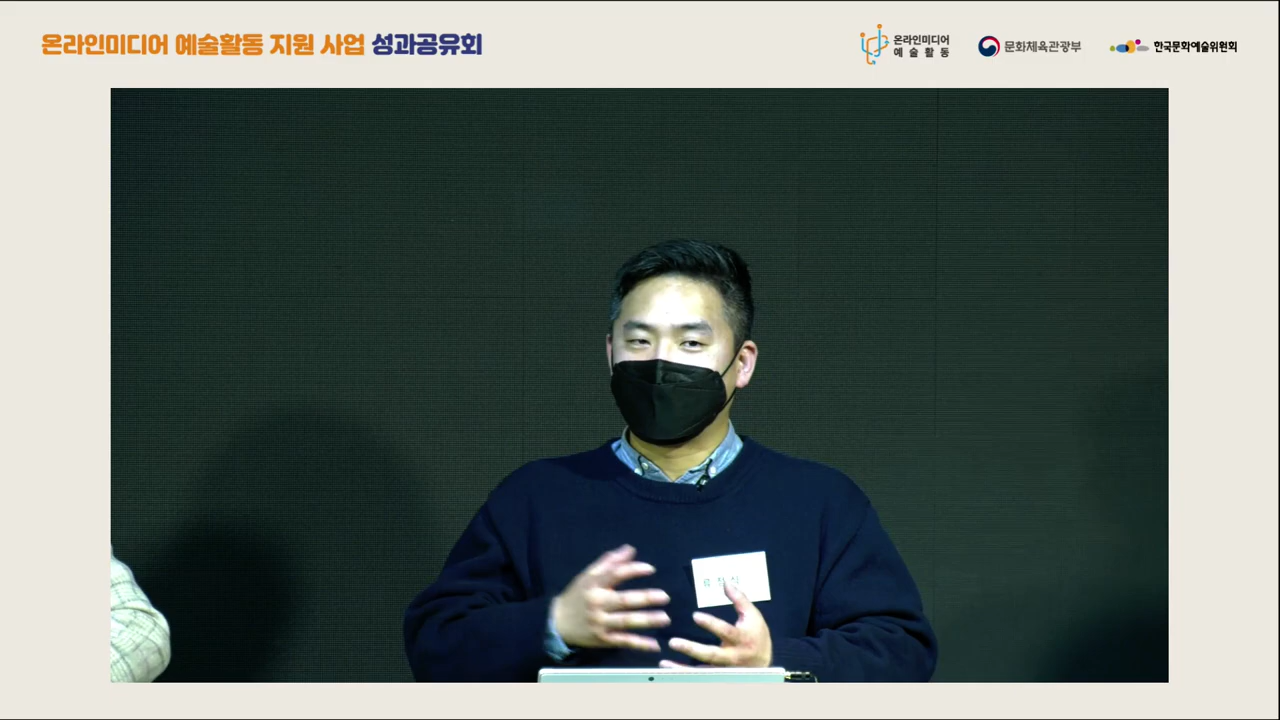 온라인미디어 예술활동 지원 사업 성과공유회
온라인미디어
예술활동
문화체육관광부
한국문화예술위원회